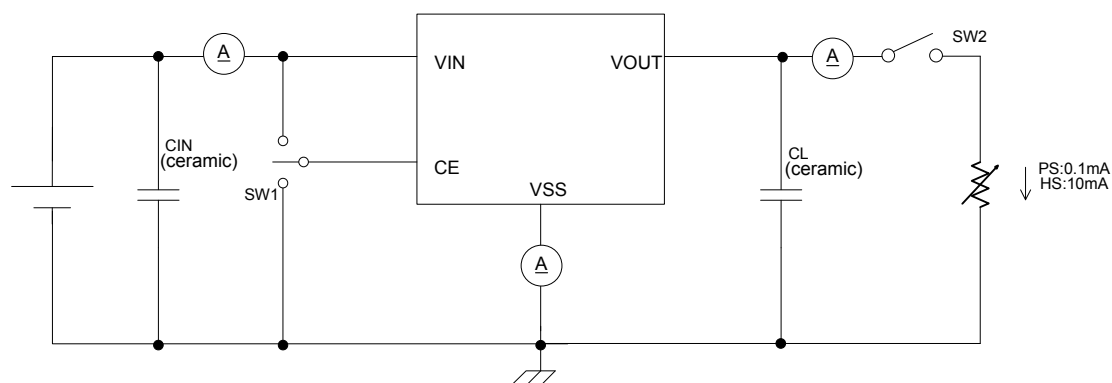 A
VIN
VOUT
A
SW2
CIN
(ceramic)
SW1
CE
VSS
CL
(ceramic)
PS:0.1mA
HS:10mA
A